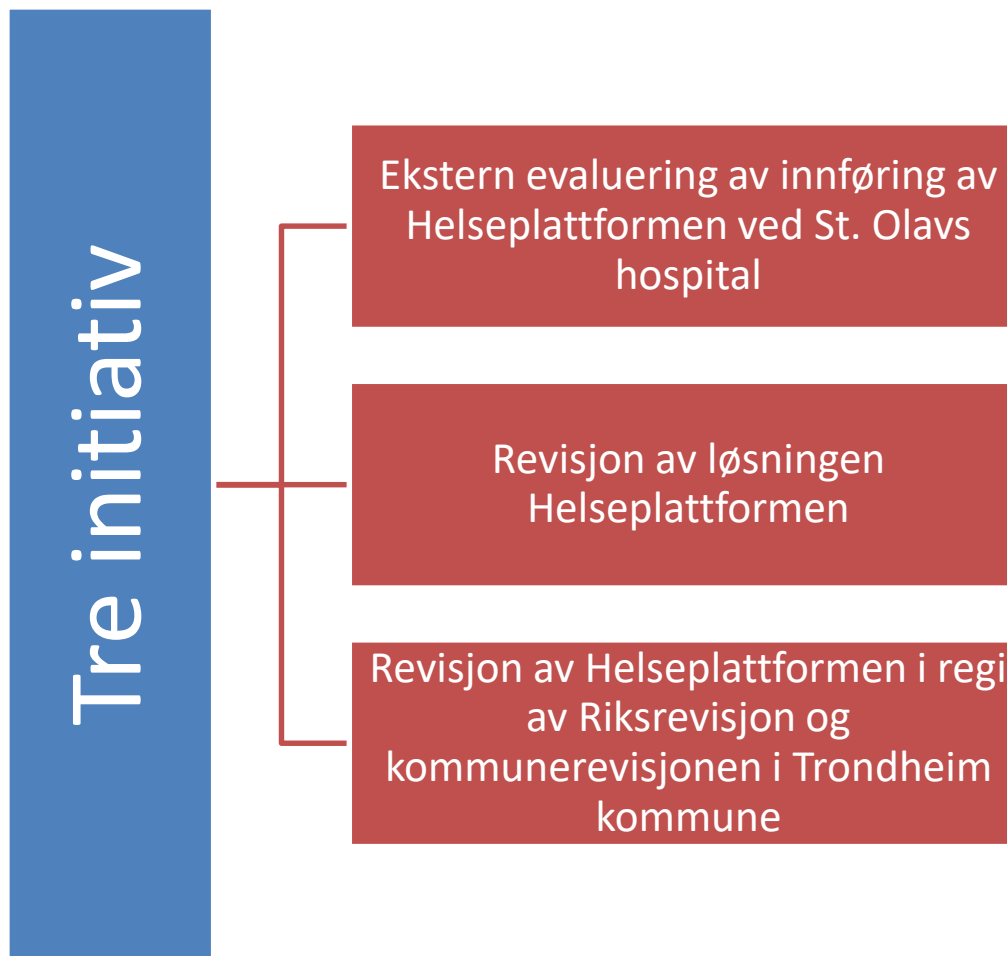 Tre initiativ
Ekstern evaluering av innføring av
Helseplattformen ved St. Olavs
hospital
Revisjon av løsningen
Helseplattformen
Revisjon av Helseplattformen i regi
av Riksrevisjon og
kommunerevisjonen i Trondheim
kommune